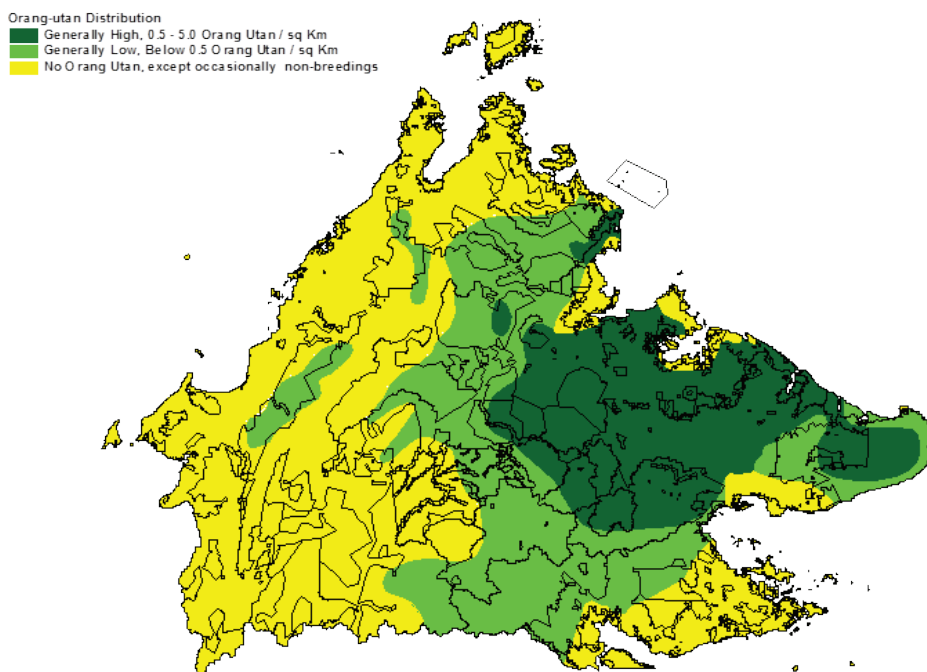 Orang-utan Distribution
Generally High, 0.5 - 5.0 Orang Utan / sq Km
Generally Low, Below 0.5 Orang Utan / sq Km
No Orang Utan, except occasionally non-breedings